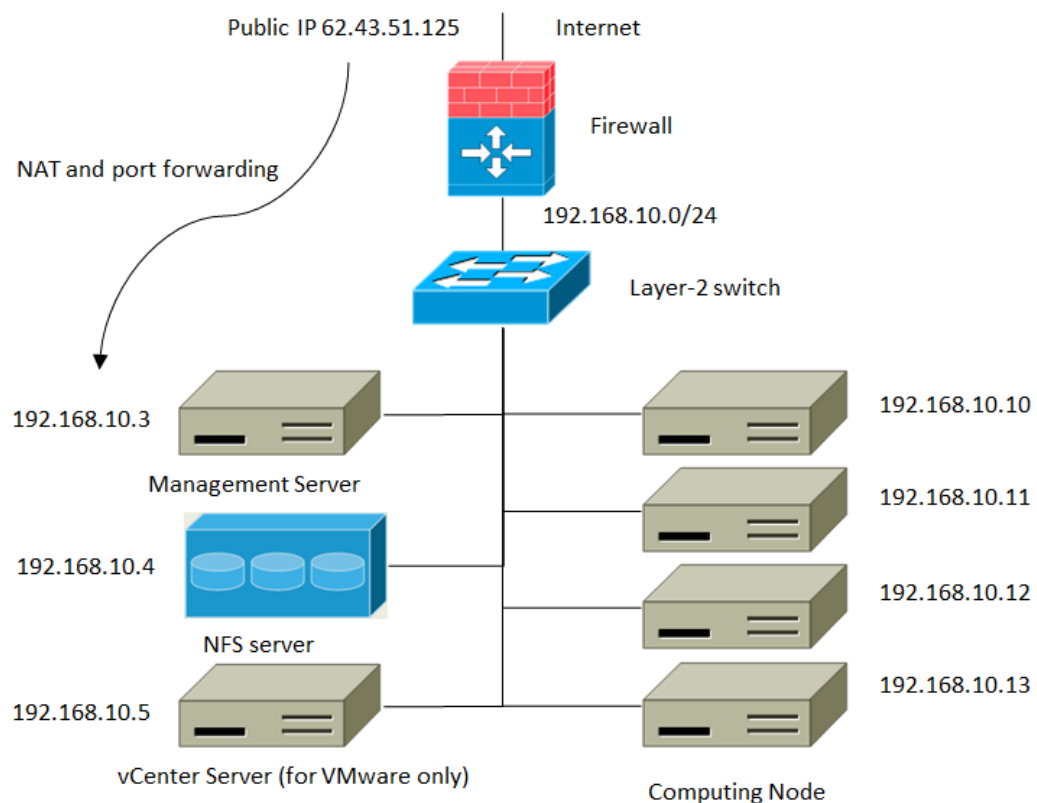 Public IP 62.43.51.125
Internet
Firewall
NAT and port forwarding
192.168.10.0/24
Layer-2 switch
192.168.10.3
Management Server
192.168.10.10
192.168.10.11
192.168.10.4
NFS server
192.168.10.12
192.168.10.5
vCenter Server (for VMware only)
192.168.10.13
Computing Node